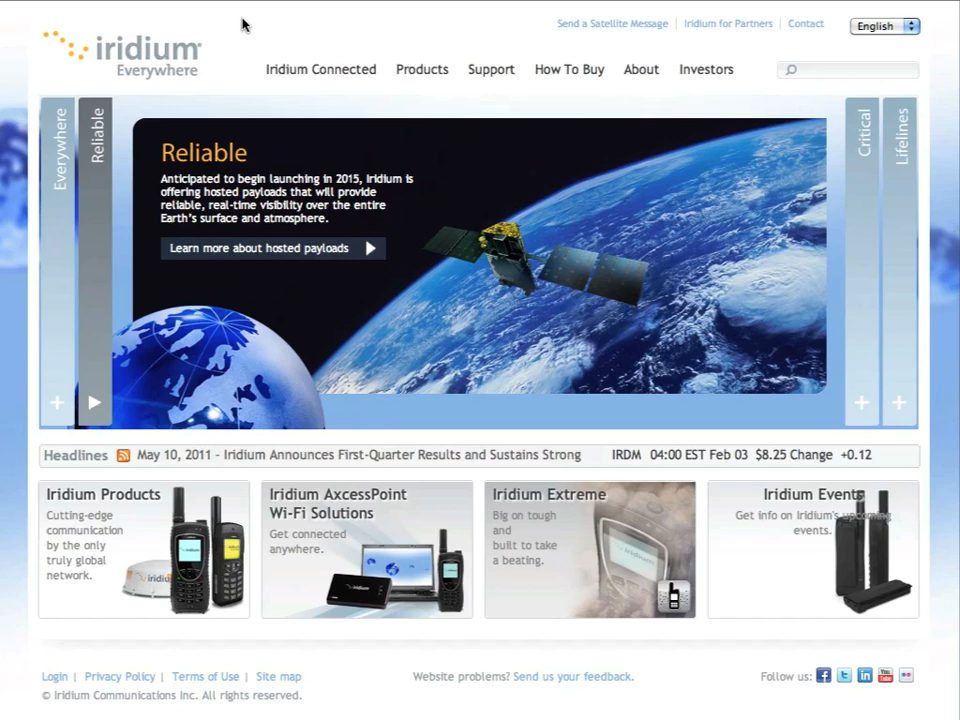 Send a Satellite Message | Iridium for Partners | Contact
English
iridium
Everywhere
Iridium Connected Products Support How To Buy About Investors
Everywhere
Reliable
Reliable
Anticipated to begin launching in 2015, Iridium is
offering hosted payloads that will provide
reliable, real-time visibility over the entire
Earth's surface and atmosphere.
Learn more about hosted payloads
Critical
Lifelines
Headlines May 10, 2011 - Iridium Announces First-Quarter Results and Sustains Strong IRDM 04:00 EST Feb 03 $8.25 Change +0.12
Iridium Products
Cutting-edge
communication
by the only
truly global
network.
iridium
Iridium AxcessPoint
Wi-Fi Solutions
Get connected
anywhere.
iridium
Iridium Extreme
Big on tough
and
built to take
a beating.
Iridium Events
Get info on Iridium's upcoming
events.
Login | Privacy Policy | Terms of Use | Site map
© Iridium Communications Inc. All rights reserved.
Website problems? Send us your feedback.
Follow us:
You Tube